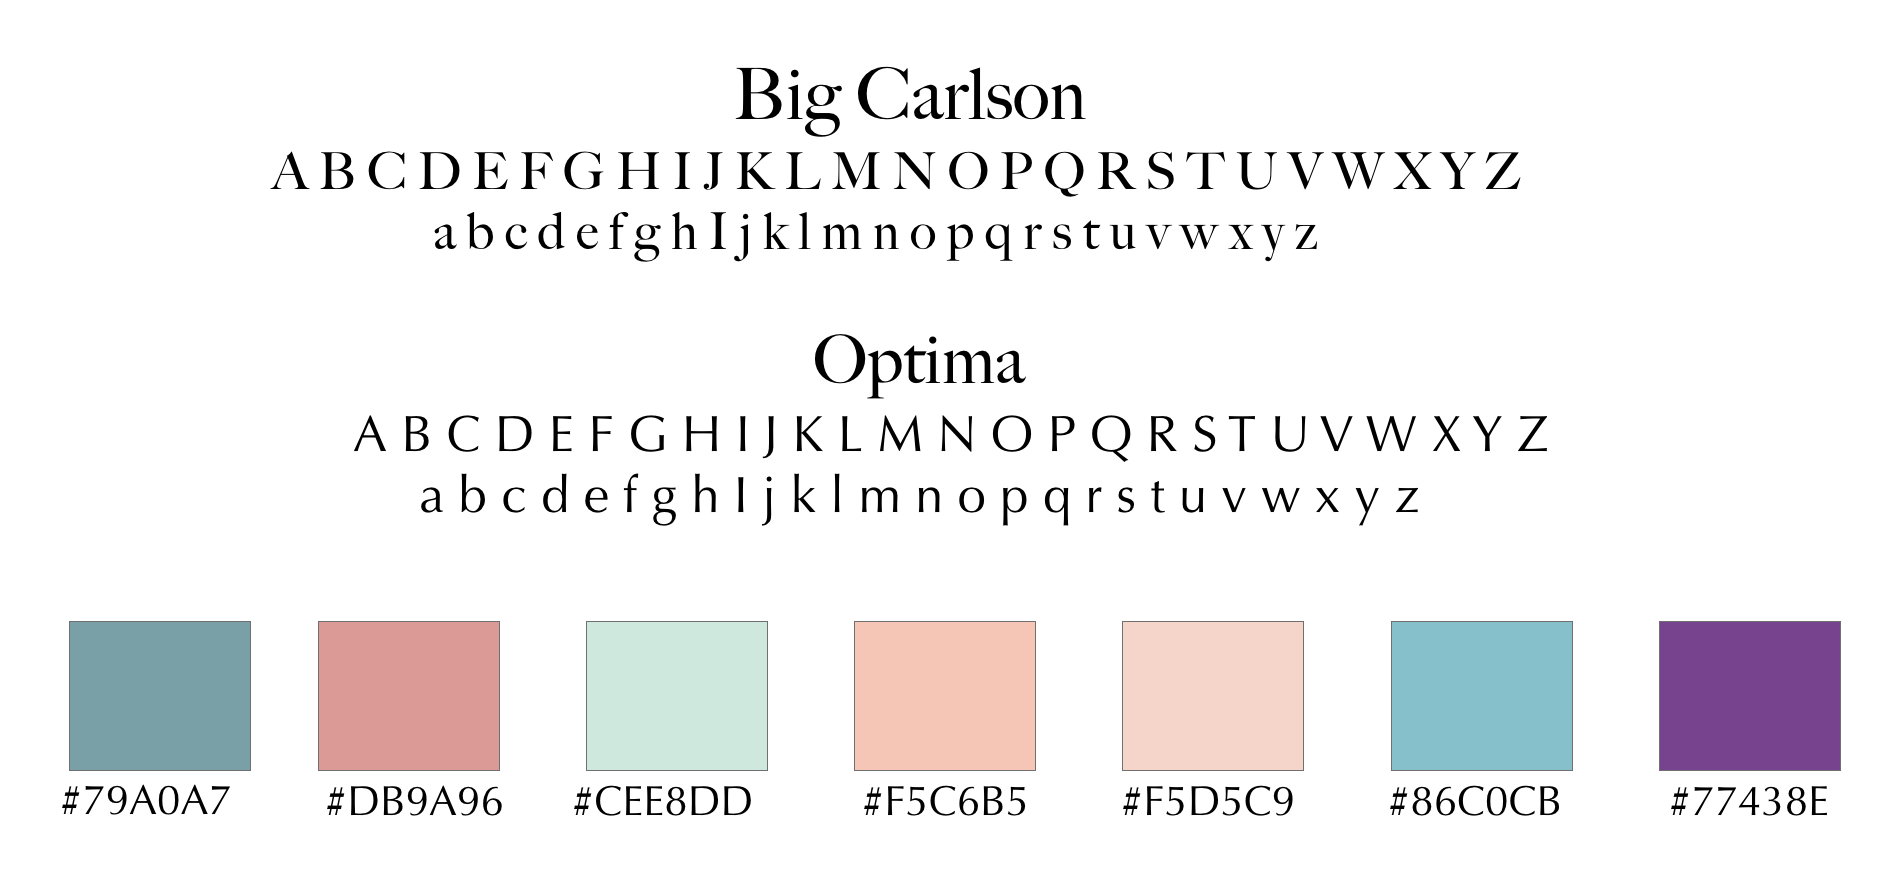 Big Carlson
A B C D E F G H I J K L M N O P Q R S T U V W X Y Z
a b c d e f g h I j k l m n o p q r s t u v w x y z
Optima
A B C D E F G H I J K L M N O P Q R S T U V W X Y Z
a b c d e f g h I j k l m n o p q r s t u v w x y z
#79A0A7 #DB9A96 #CEE8DD #F5C6B5 #F5D5C9 #86C0CB #77438E